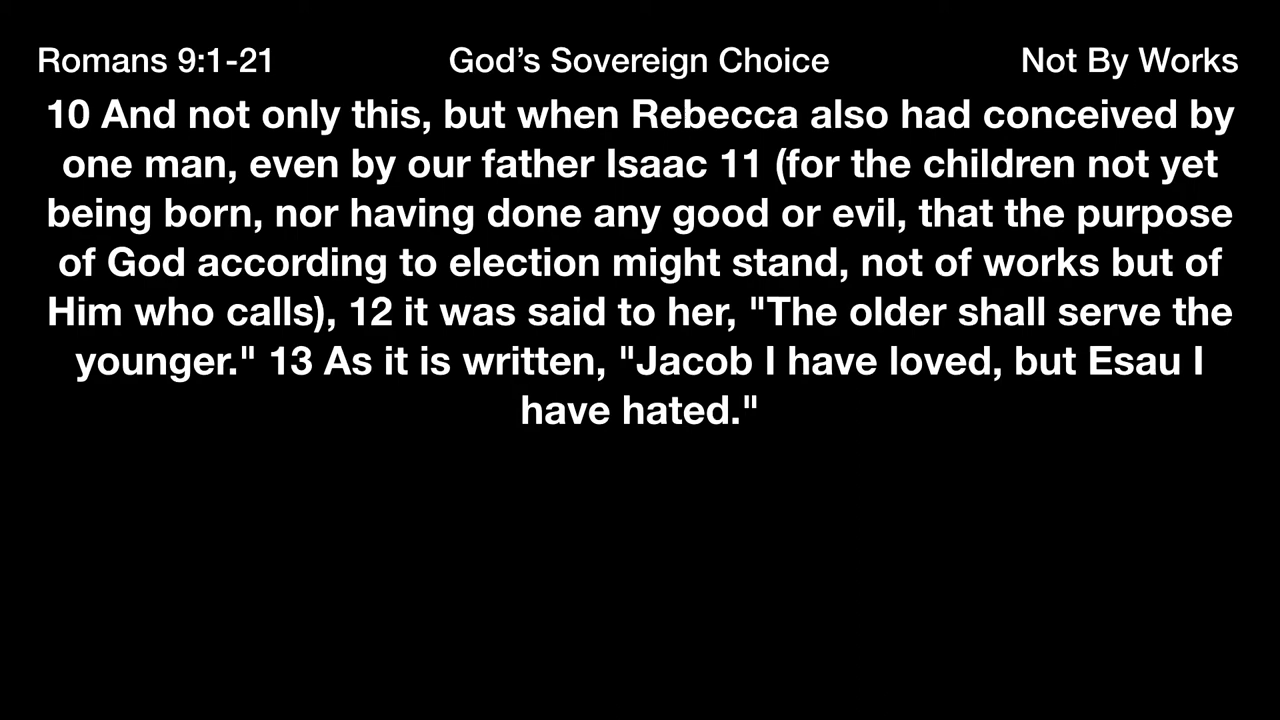 Romans 9:1-21 God’s Sovereign Choice Not By Works
10 And not only this, but when Rebecca also had conceived by
one man, even by our father Isaac 11 (for the children not yet
being born, nor having done any good or evil, that the purpose
of God according to election might stand, not of works but of
Him who calls), 12 it was said to her, "The older shall serve the
younger." 13 As it is written, "Jacob I have loved, but Esau I
have hated."